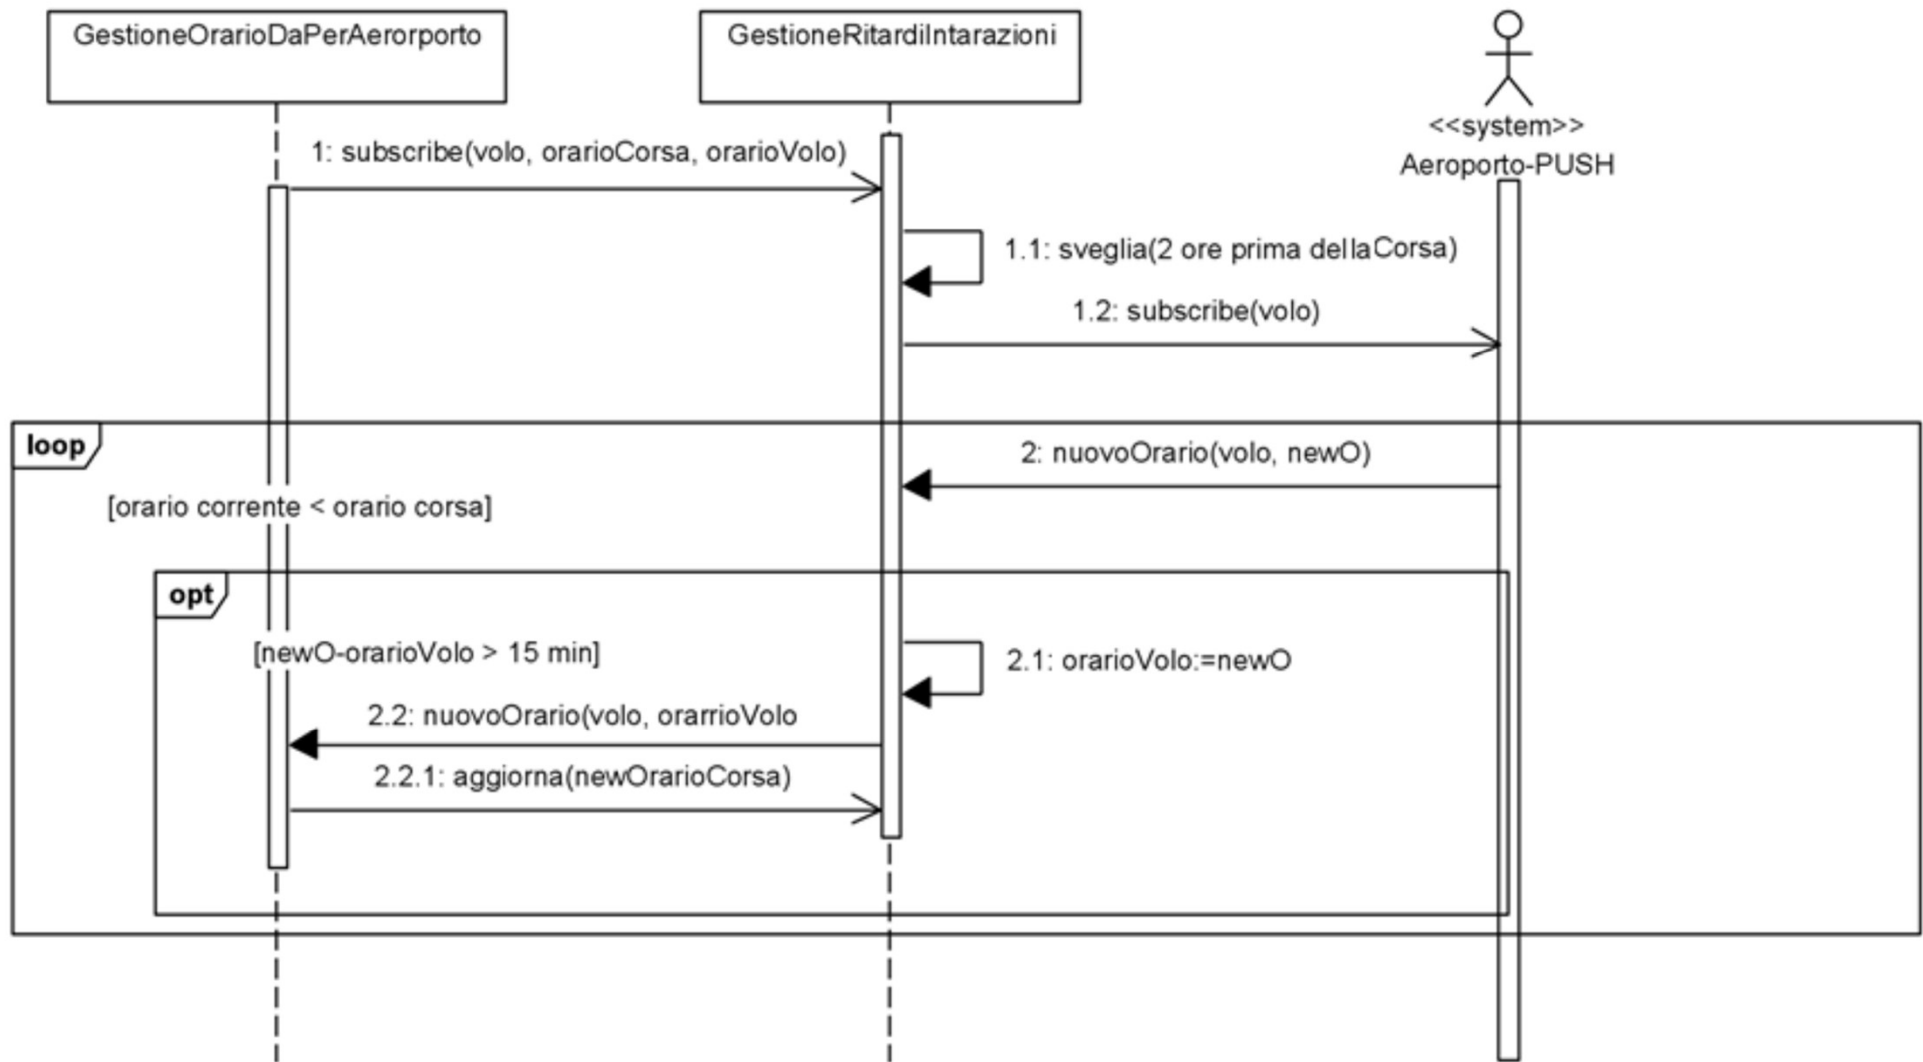 GestioneOrarioDaPerAerorporto
GestioneRitardiIntarazioni
<<system>>
Aeroporto-PUSH
1: subscribe(volo, orarioCorsa, orarioVolo)
1.1: sveglia(2 ore prima dellaCorsa)
1.2: subscribe(volo)
loop
2: nuovoOrario(volo, newO)
[orario corrente < orario corsa]
opt
[newO-orarioVolo > 15 min]
2.1: orarioVolo:=newO
2.2: nuovoOrario(volo, orarrioVolo
2.2.1: aggiorna(newOrarioCorsa)